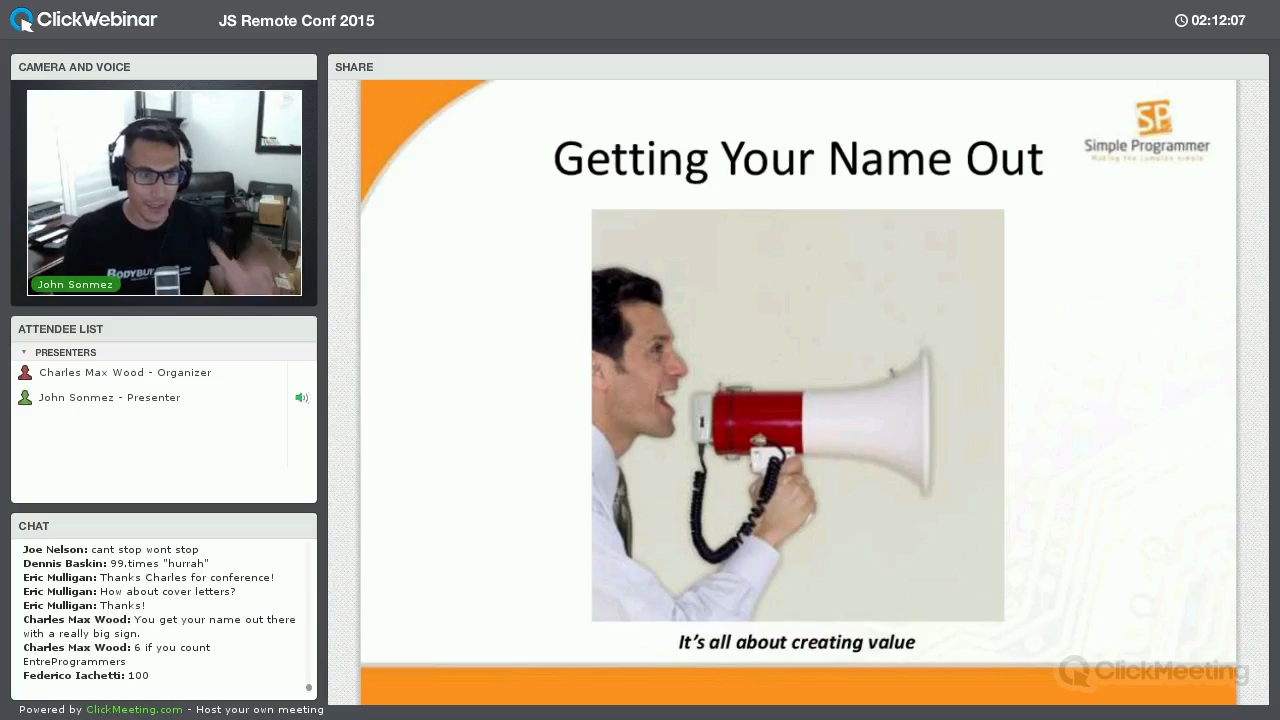 ClickWebinar
JS Remote Conf 2015
02:12:07
CAMERA AND VOICE
John Sonmez
ATTENDEE LIST
PRESENTERS
Charles Max Wood - Organizer
John Sonmez - Presenter
CHAT
Joe Nelson: cant stop wont stop
Dennis Baskin: 99.times "hurrah"
Eric Mulligan: Thanks Charles for conference!
Eric Mulligan: How about cover letters?
Eric Mulligan: Thanks!
Charles Max Wood: You get your name out there
with a really big sign.
Charles Max Wood: 6 if you count
EntreProgrammers
Federico Iachetti: 100
Powered by ClickMeeting.com - Host your own meeting
SHARE
SP
Simple Programmer
Making the complex simple
Getting Your Name Out
It's all about creating value
ClickMeeting